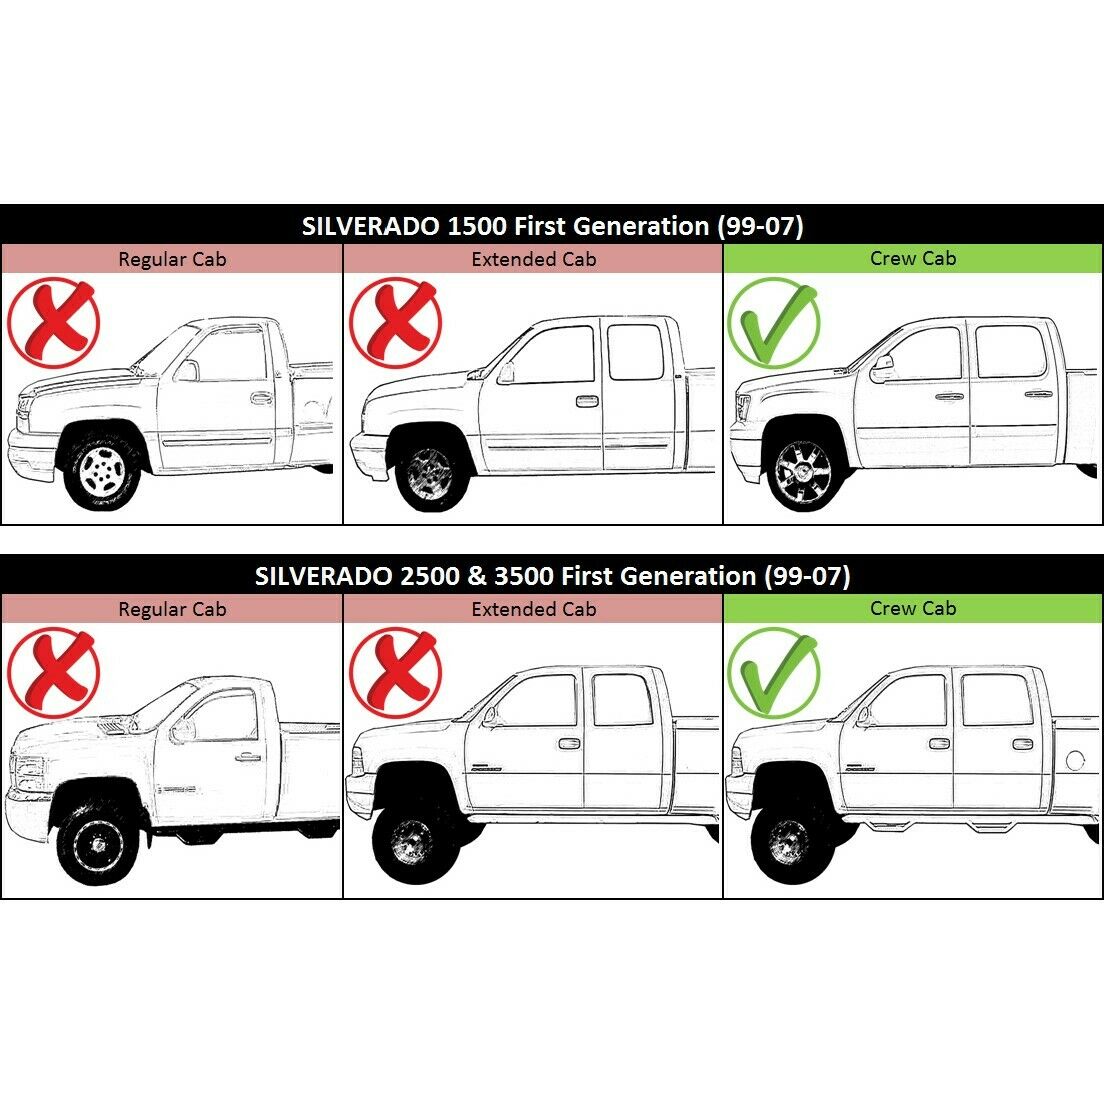 SILVERADO 1500 First Generation (99-07)
Regular Cab
Extended Cab
Crew Cab
SILVERADO 2500 & 3500 First Generation (99-07)
Regular Cab
Extended Cab
Crew Cab